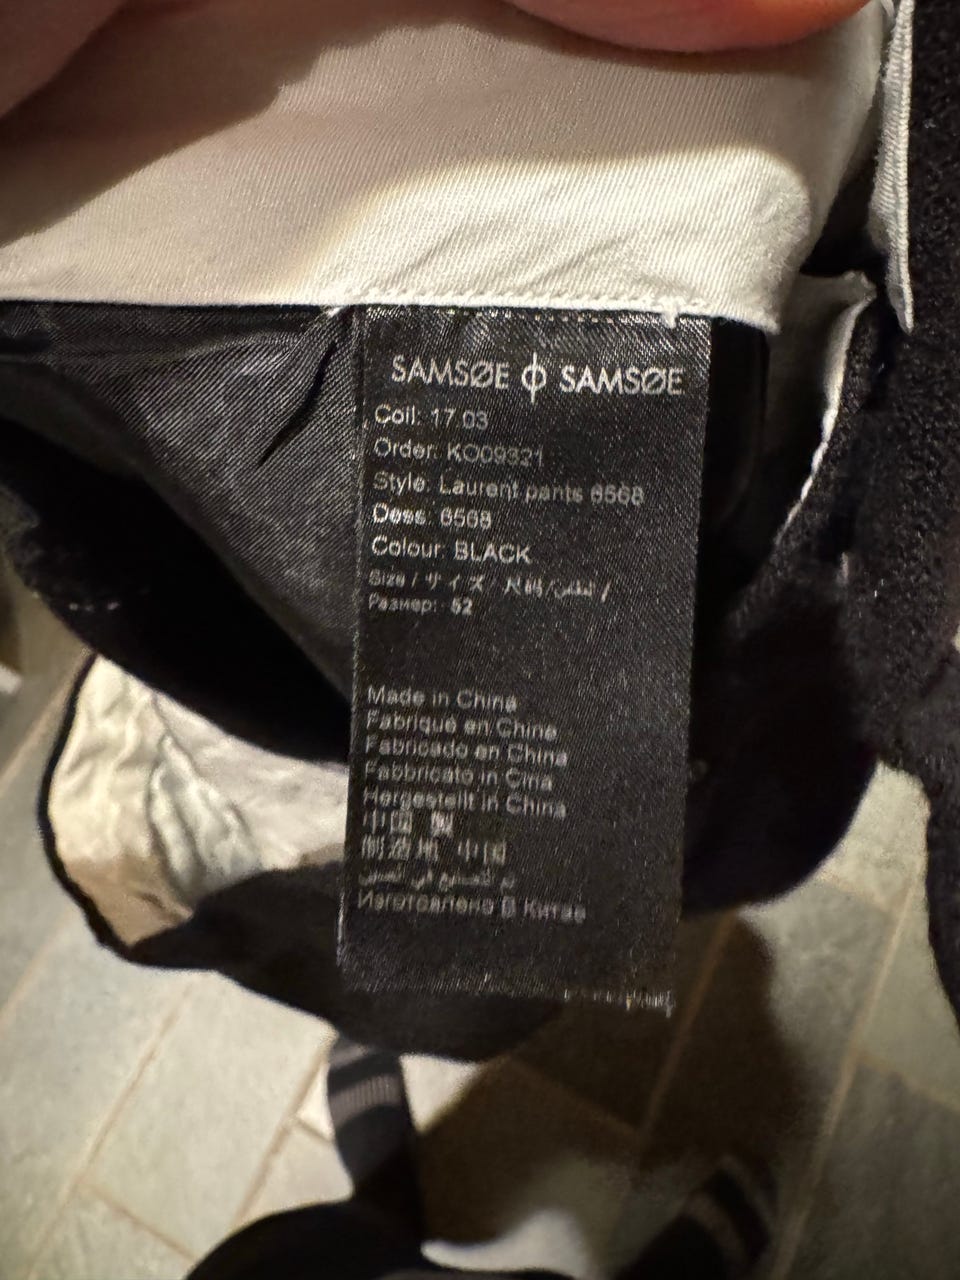 SAMSØE ϕ SAMSØE
Coll: 17.03
Order: KO09321
Style: Laurent pants 6568
Dess: 6568
Colour: BLACK
Size / サイズ / 尺码 / 
Размер: 52
Made in China
Fabriqué en China
Fabricado en China
Fabbricato in Cina
Hergestellt in China
中国 製
制造地 中国
تم التصنيع في الصين
Изготовлено В Китае